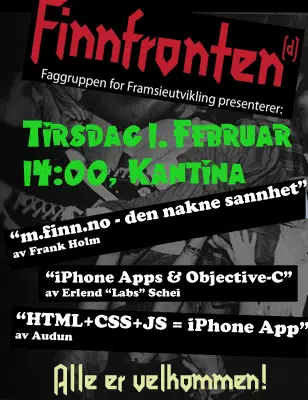 Finnfronten(d)
Faggruppen for Framsieutvikling presenterer:
Tirsdag 1. Februar
14:00, Kantina
"m.finn.no - den nakne sannhet"
av Frank Holm
"iPhone Apps & Objective-C"
av Erlend "Labs" Schei
"HTML+CSS+JS = iPhone App"
av Audun
Alle er velkommen!